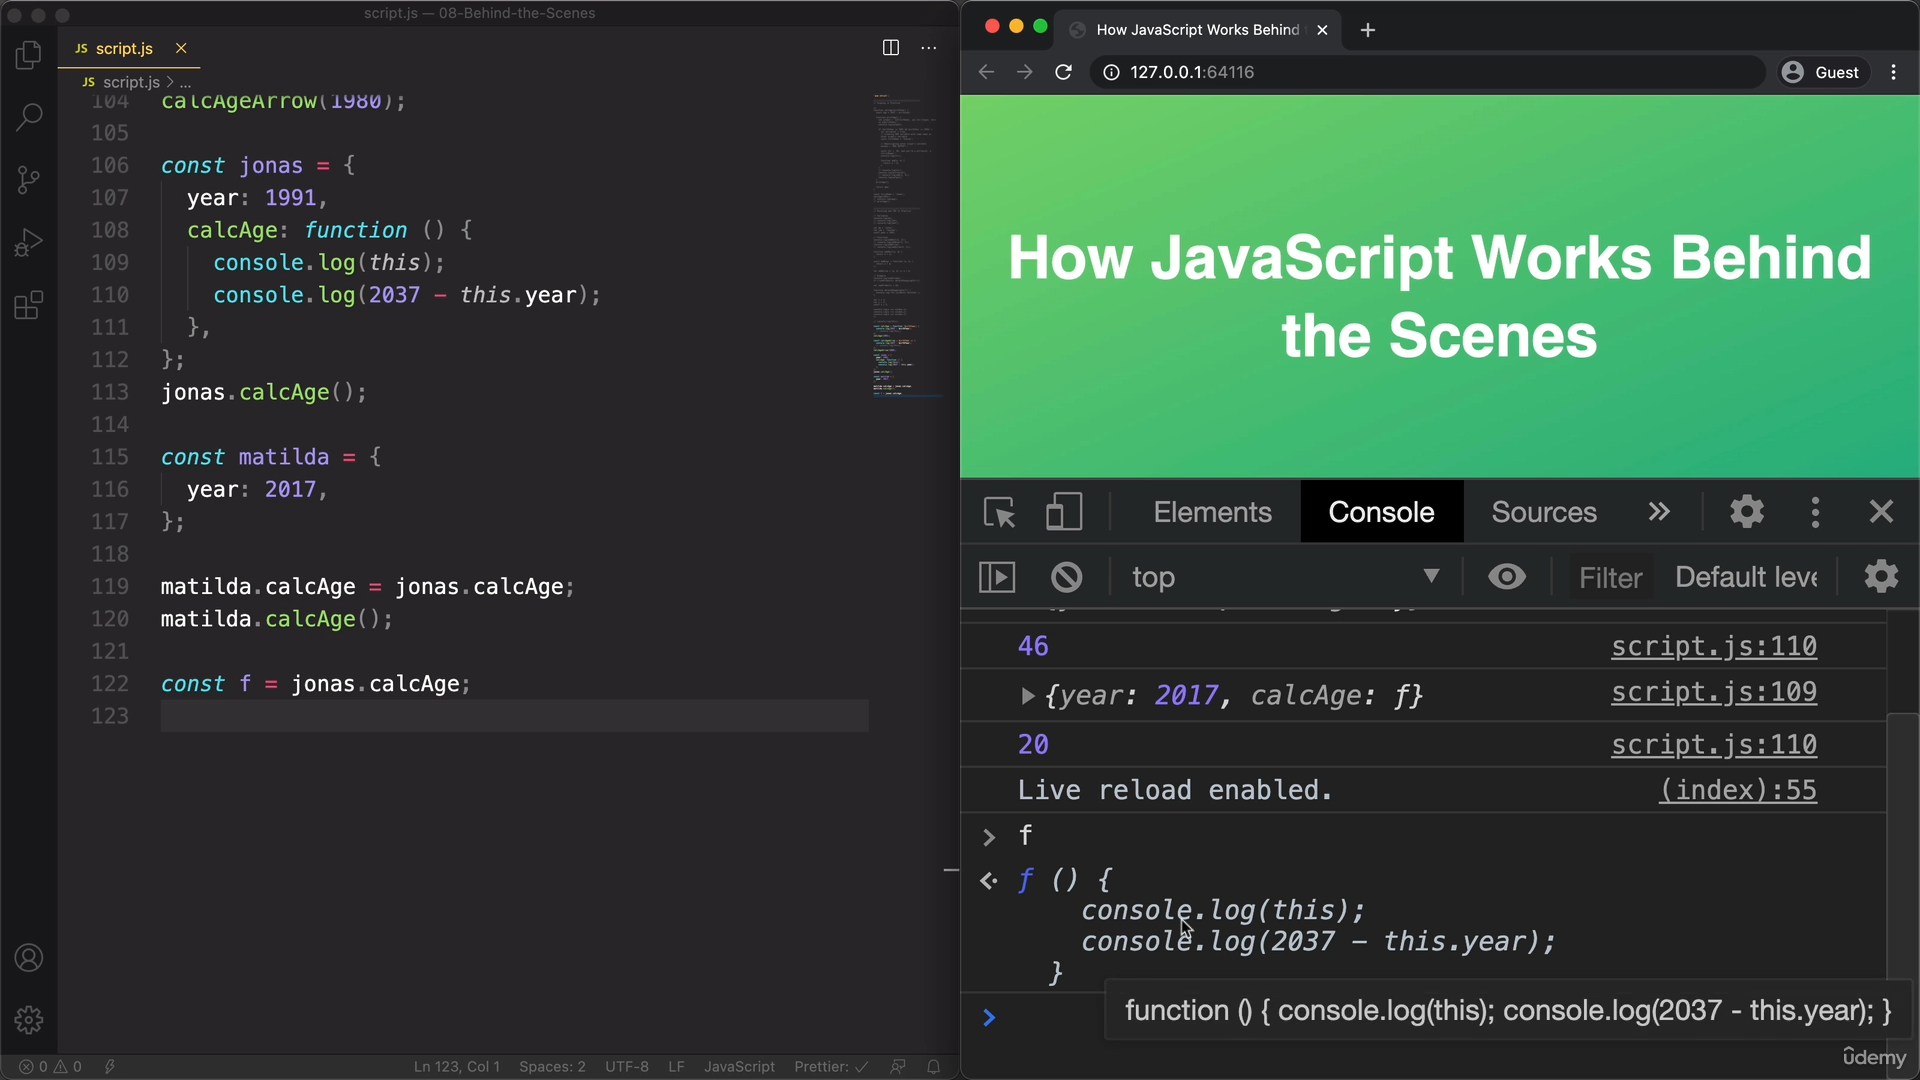 script.js — 08-Behind-the-Scenes
JS script.js
JS script.js > ...
104 calcAgeArrow(1980);
105
106 const jonas = {
107 year: 1991,
108 calcAge: function () {
109 console.log(this);
110 console.log(2037 - this.year);
111 },
112 };
113 jonas.calcAge();
114
115 const matilda = {
116 year: 2017,
117 };
118
119 matilda.calcAge = jonas.calcAge;
120 matilda.calcAge();
121
122 const f = jonas.calcAge;
123
0 0 Ln 123, Col 1 Spaces: 2 UTF-8 LF JavaScript Prettier: ✓
How JavaScript Works Behind
127.0.0.1:64116 Guest
How JavaScript Works Behind
the Scenes
Elements Console Sources »
top Filter Default leve
46 script.js:110
{year: 2017, calcAge: ƒ} script.js:109
20 script.js:110
Live reload enabled. (index):55
> f
ƒ () {
console.log(this);
console.log(2037 - this.year);
}
>
function () { console.log(this); console.log(2037 - this.year); }
ûdemy